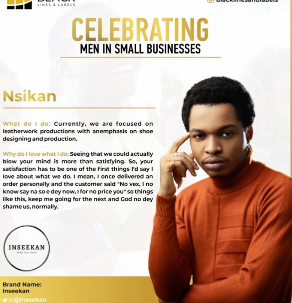 BLACK
LINES & LABELS
blacklinesandlabels
CELEBRATING
MEN IN SMALL BUSINESSES
Nsikan
What do I do: Currently, we are focused on
leatherwork productions with anemphasis on shoe
designing and production.
Why do I love what I do: Seeing that we could actually
blow your mind is more than satisfying. So, your
satisfaction has to be one of the first things I'd say I
love about what we do. I mean, I once delivered an
order personally and the customer said "No vex, I no
know say na so e dey now, I for no price you" so things
like this, keep me going for the next and God no dey
shame us, normally.
INSEEKAN
Brand Name:
Inseekan
@inseekan